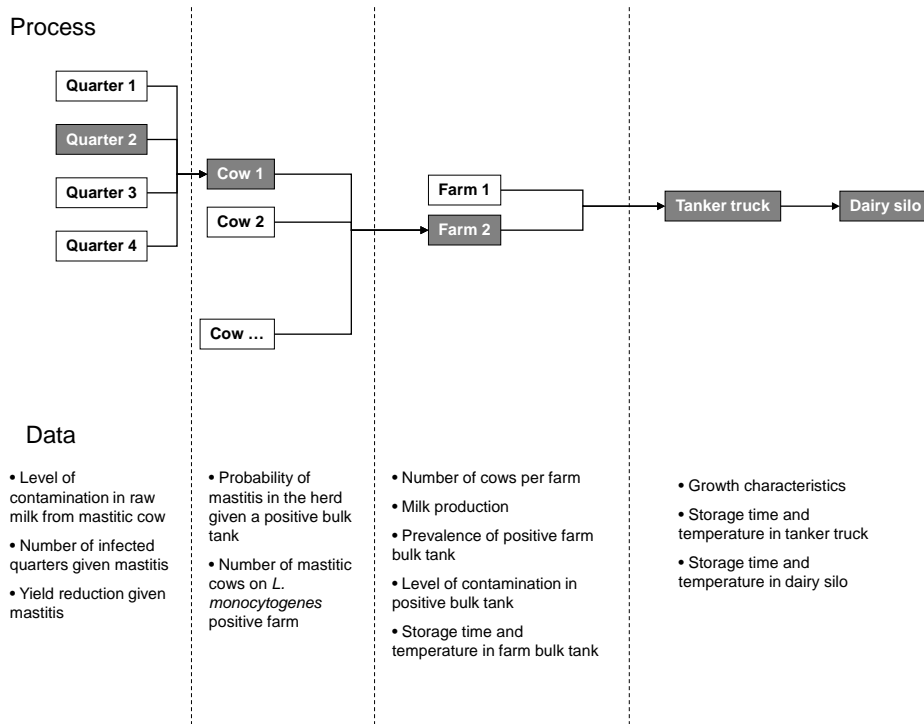 Process
Quarter 1
Quarter 2
Quarter 3
Quarter 4
Cow 1
Cow 2
Cow ...
Farm 1
Farm 2
Tanker truck
Dairy silo
Data
• Level of
contamination in raw
milk from mastitic cow
• Number of infected
quarters given mastitis
• Yield reduction given
mastitis
• Probability of
mastitis in the herd
given a positive bulk
tank
• Number of mastitic
cows on L.
monocytogenes
positive farm
• Number of cows per farm
• Milk production
• Prevalence of positive farm
bulk tank
• Level of contamination in
positive bulk tank
• Storage time and
temperature in farm bulk tank
• Growth characteristics
• Storage time and
temperature in tanker truck
• Storage time and
temperature in dairy silo